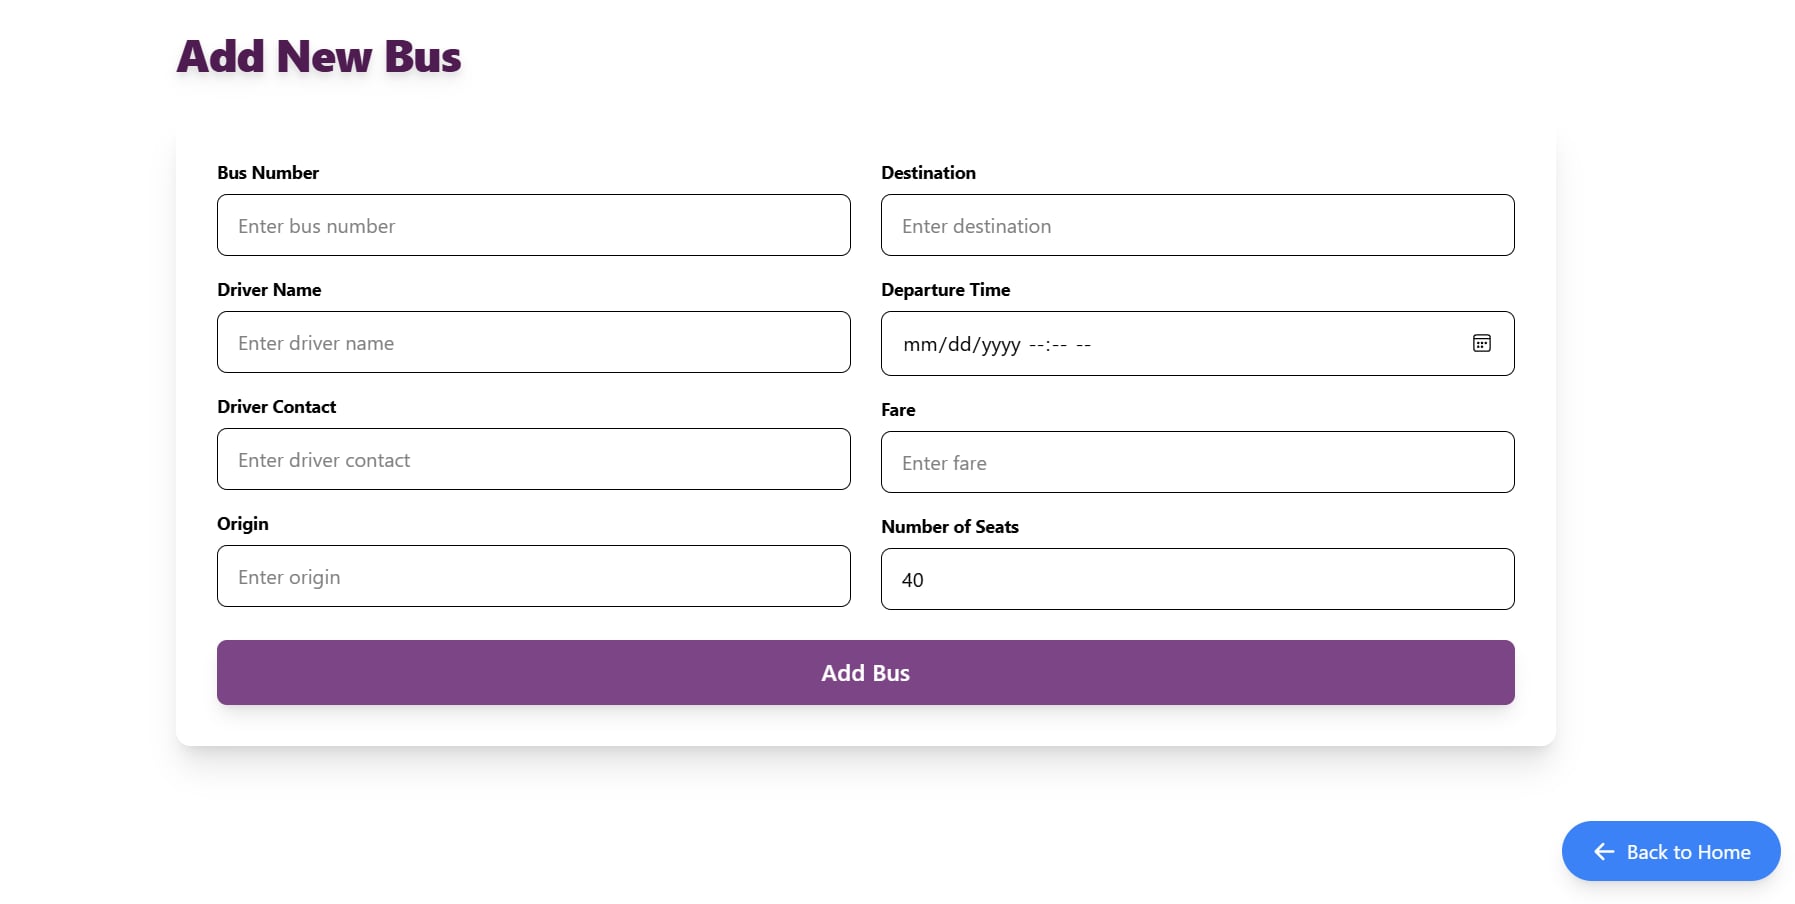 Add New Bus
Bus Number
Enter bus number
Driver Name
Enter driver name
Driver Contact
Enter driver contact
Origin
Enter origin
Destination
Enter destination
Departure Time
mm/dd/yyyy --:-- --
Fare
Enter fare
Number of Seats
40
Add Bus
Back to Home